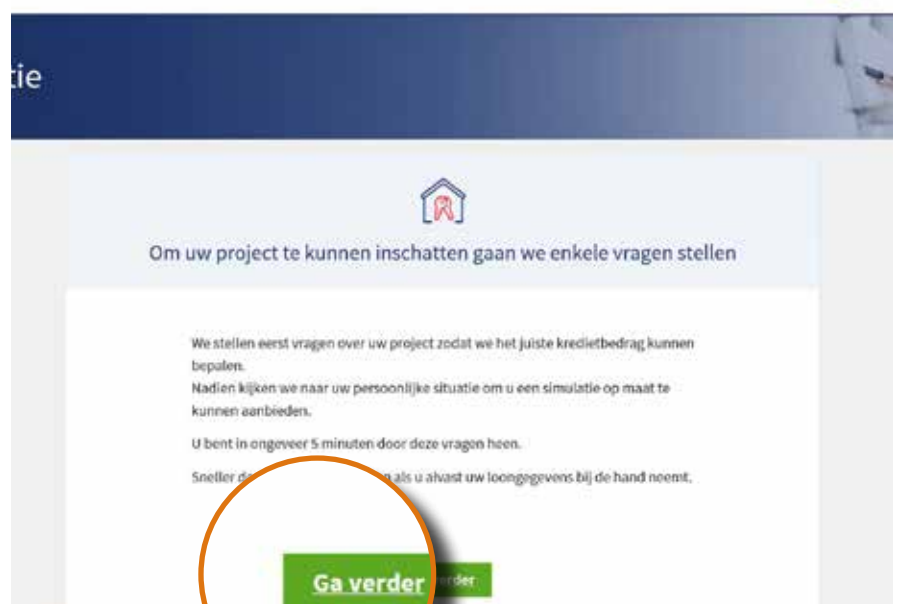 tie
Om uw project te kunnen inschatten gaan we enkele vragen stellen
We stellen eerst vragen over uw project zodat we het juiste kredietbedrag kunnen
bepalen.
Nadien kijken we naar uw persoonlijke situatie om u een simulatie op maat te
kunnen aanbieden.
U bent in ongeveer 5 minuten door deze vragen heen.
Sneller als u alvast uw loongegevens bij de hand neemt.
Ga verder
erder